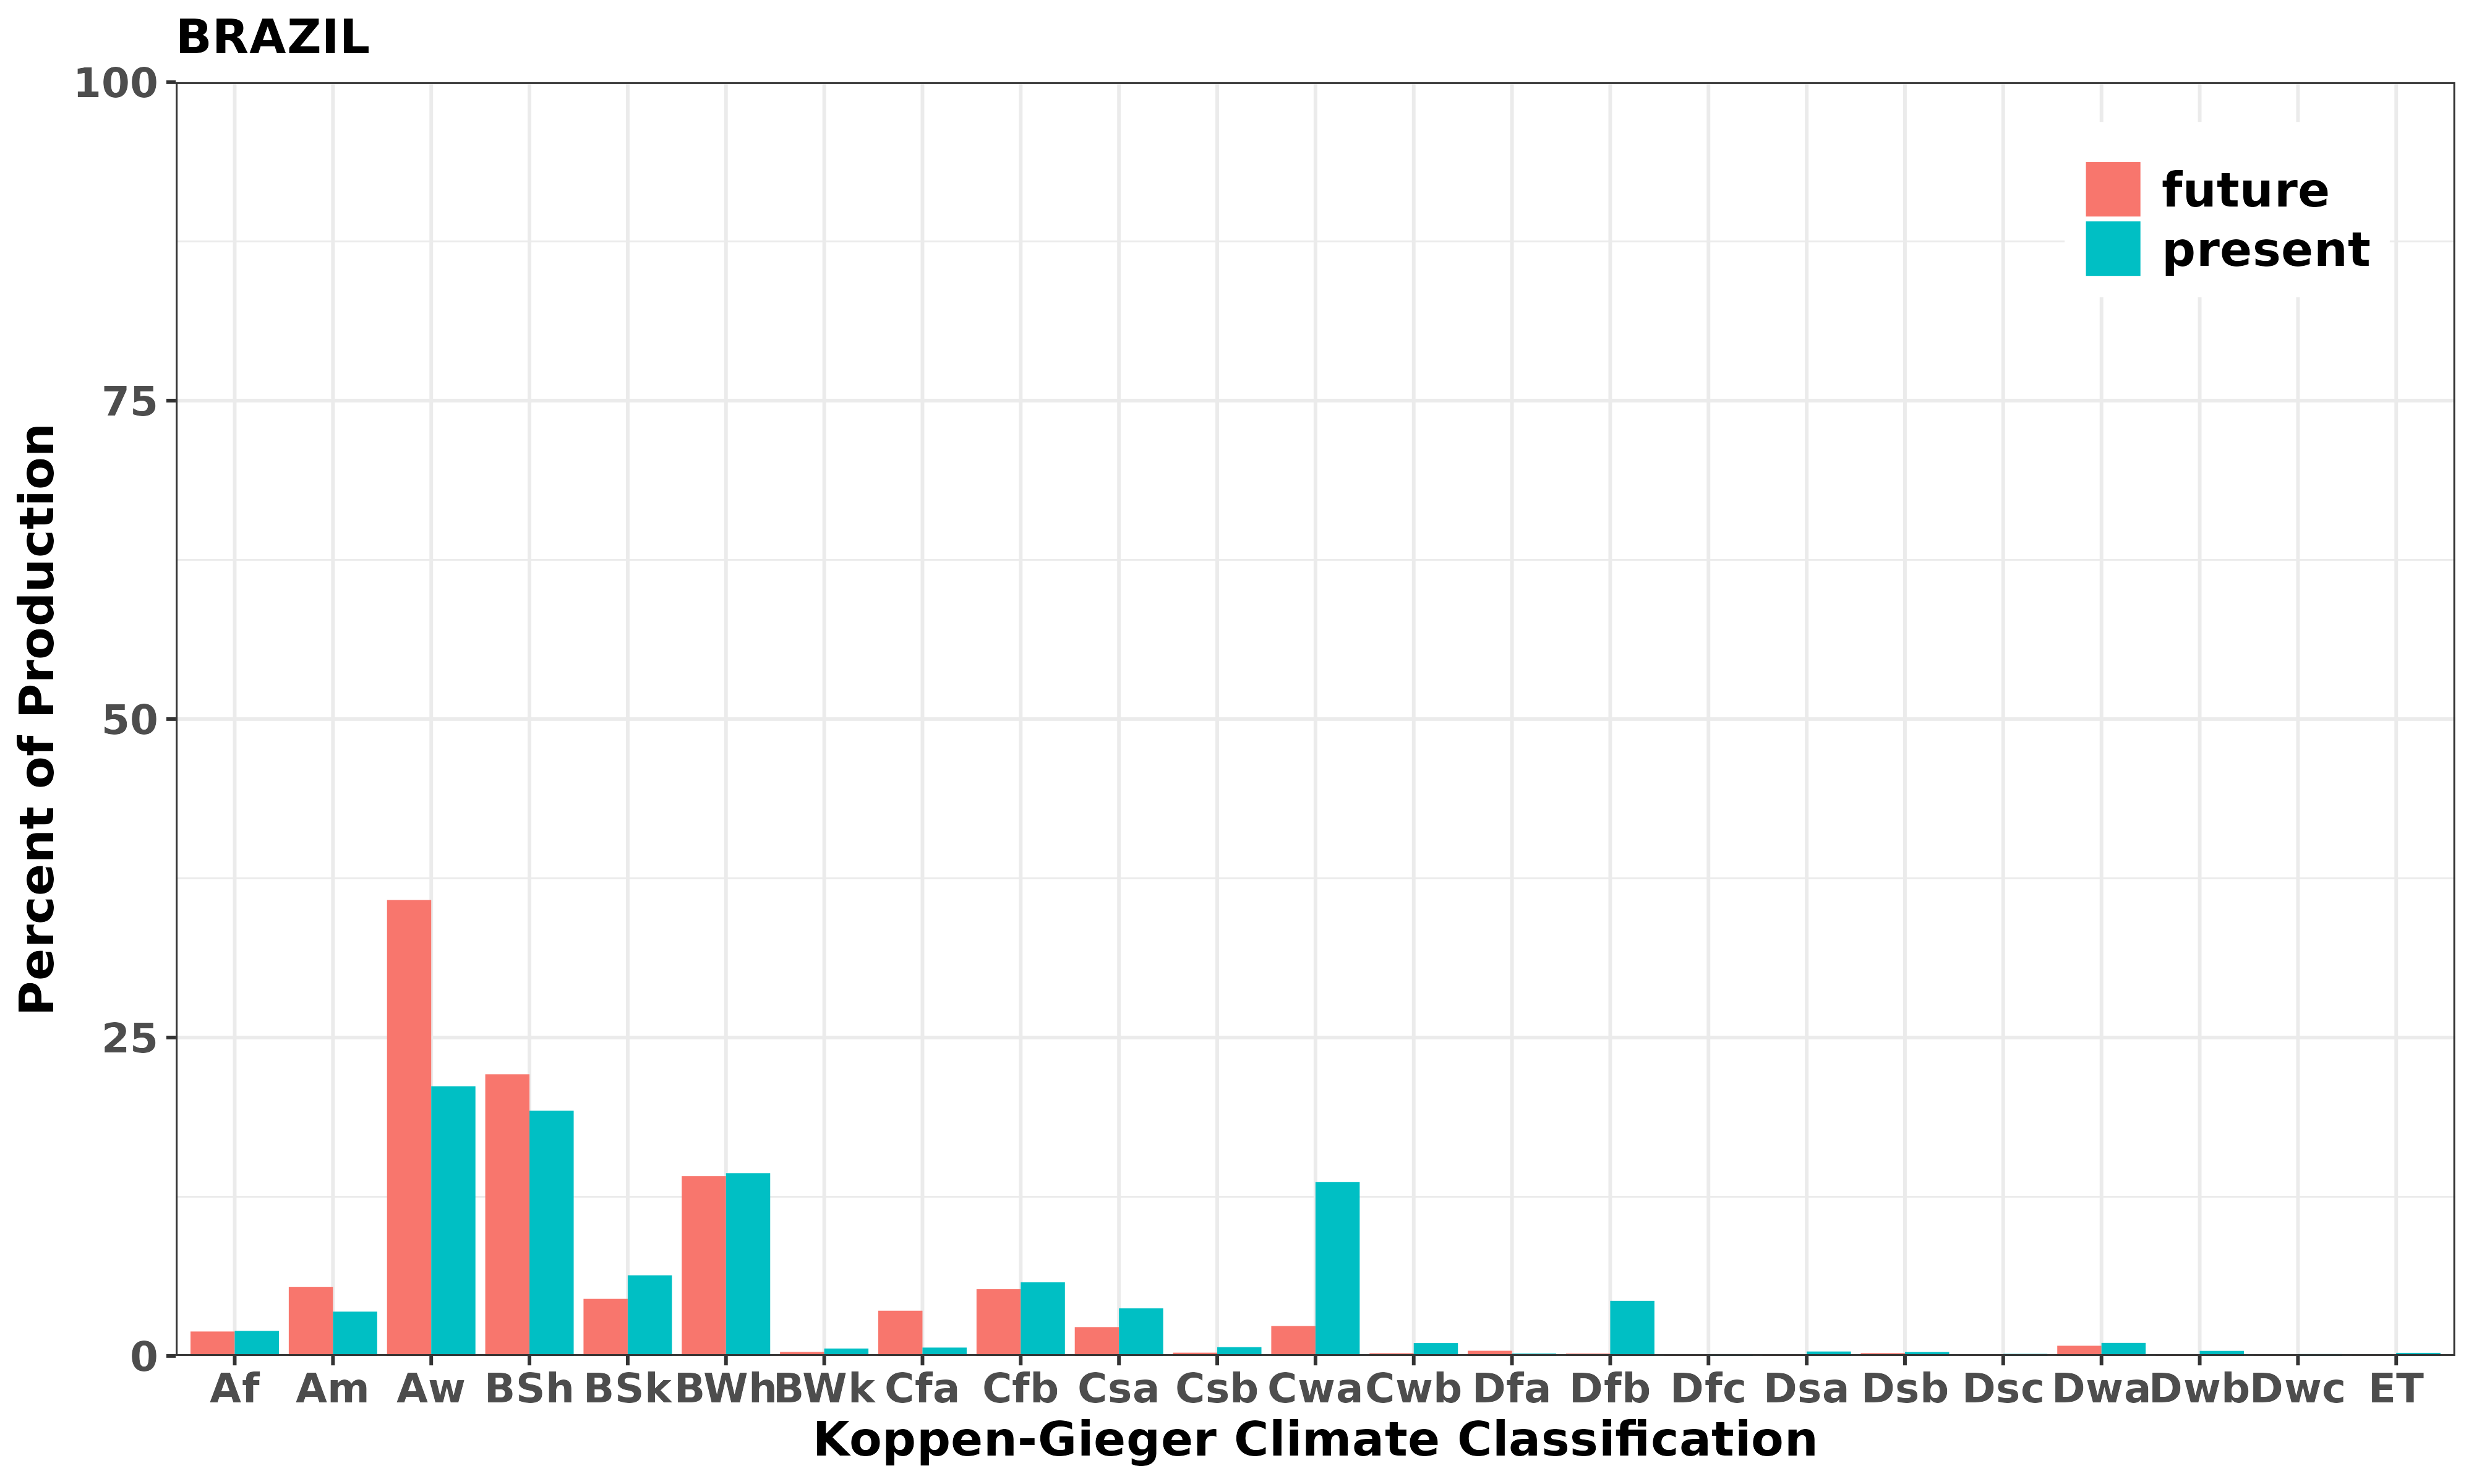 BRAZIL
100
75
50
25
0
Percent of Production
future
present
Af Am Aw BSh BSk BWh BWk Cfa Cfb Csa Csb Cwa Cwb Dfa Dfb Dfc Dsa Dsb Dsc Dwa Dwb Dwc ET
Koppen-Gieger Climate Classification